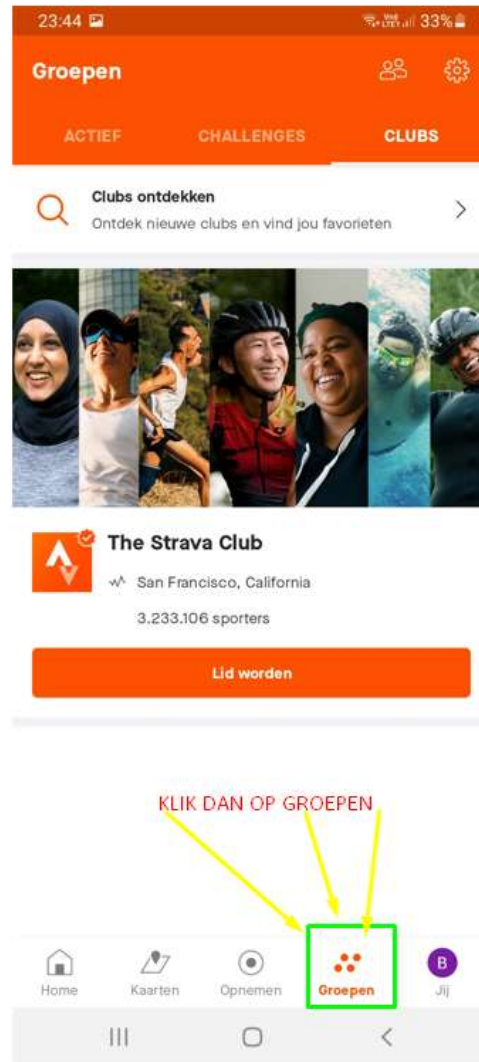 23:44 33%
Groepen
ACTIEF CHALLENGES CLUBS
Clubs ontdekken
Ontdek nieuwe clubs en vind jou favorieten
The Strava Club
San Francisco, California
3.233.106 sporters
Lid worden
KLIK DAN OP GROEPEN
B
Home Kaarten Opnemen Groepen Jij